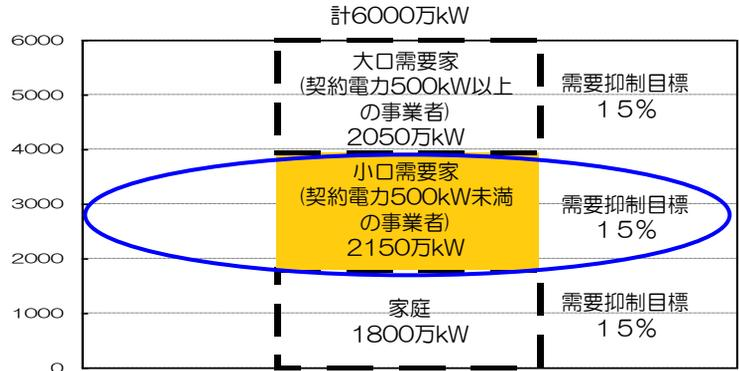 計6000万kW
6000
5000
4000
3000
2000
1000
0
大口需要家
(契約電力500kW以上
の事業者)
2050万kW
需要抑制目標
１５%
小口需要家
(契約電力500kW未満
の事業者)
2150万kW
需要抑制目標
１５%
家庭
1800万kW
需要抑制目標
１５%